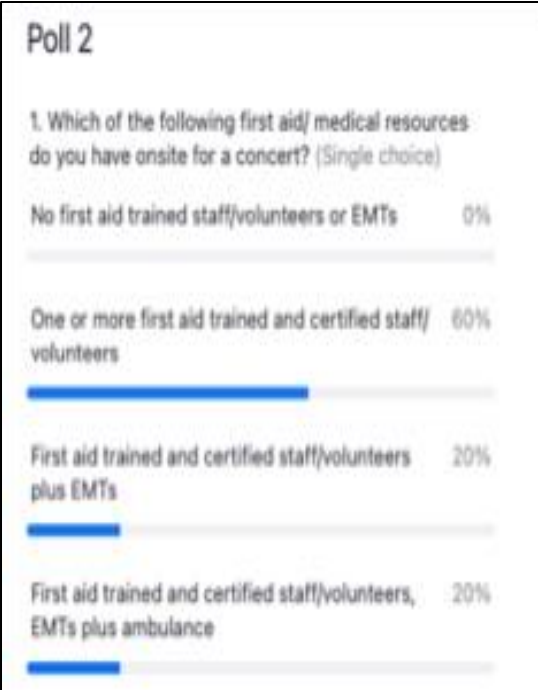 Poll 2
1. Which of the following first aid/ medical resources
do you have onsite for a concert? (Single choice)
No first aid trained staff/volunteers or EMTs 0%
One or more first aid trained and certified staff/ 60%
volunteers
First aid trained and certified staff/volunteers 20%
plus EMTs
First aid trained and certified staff/volunteers, 20%
EMTs plus ambulance